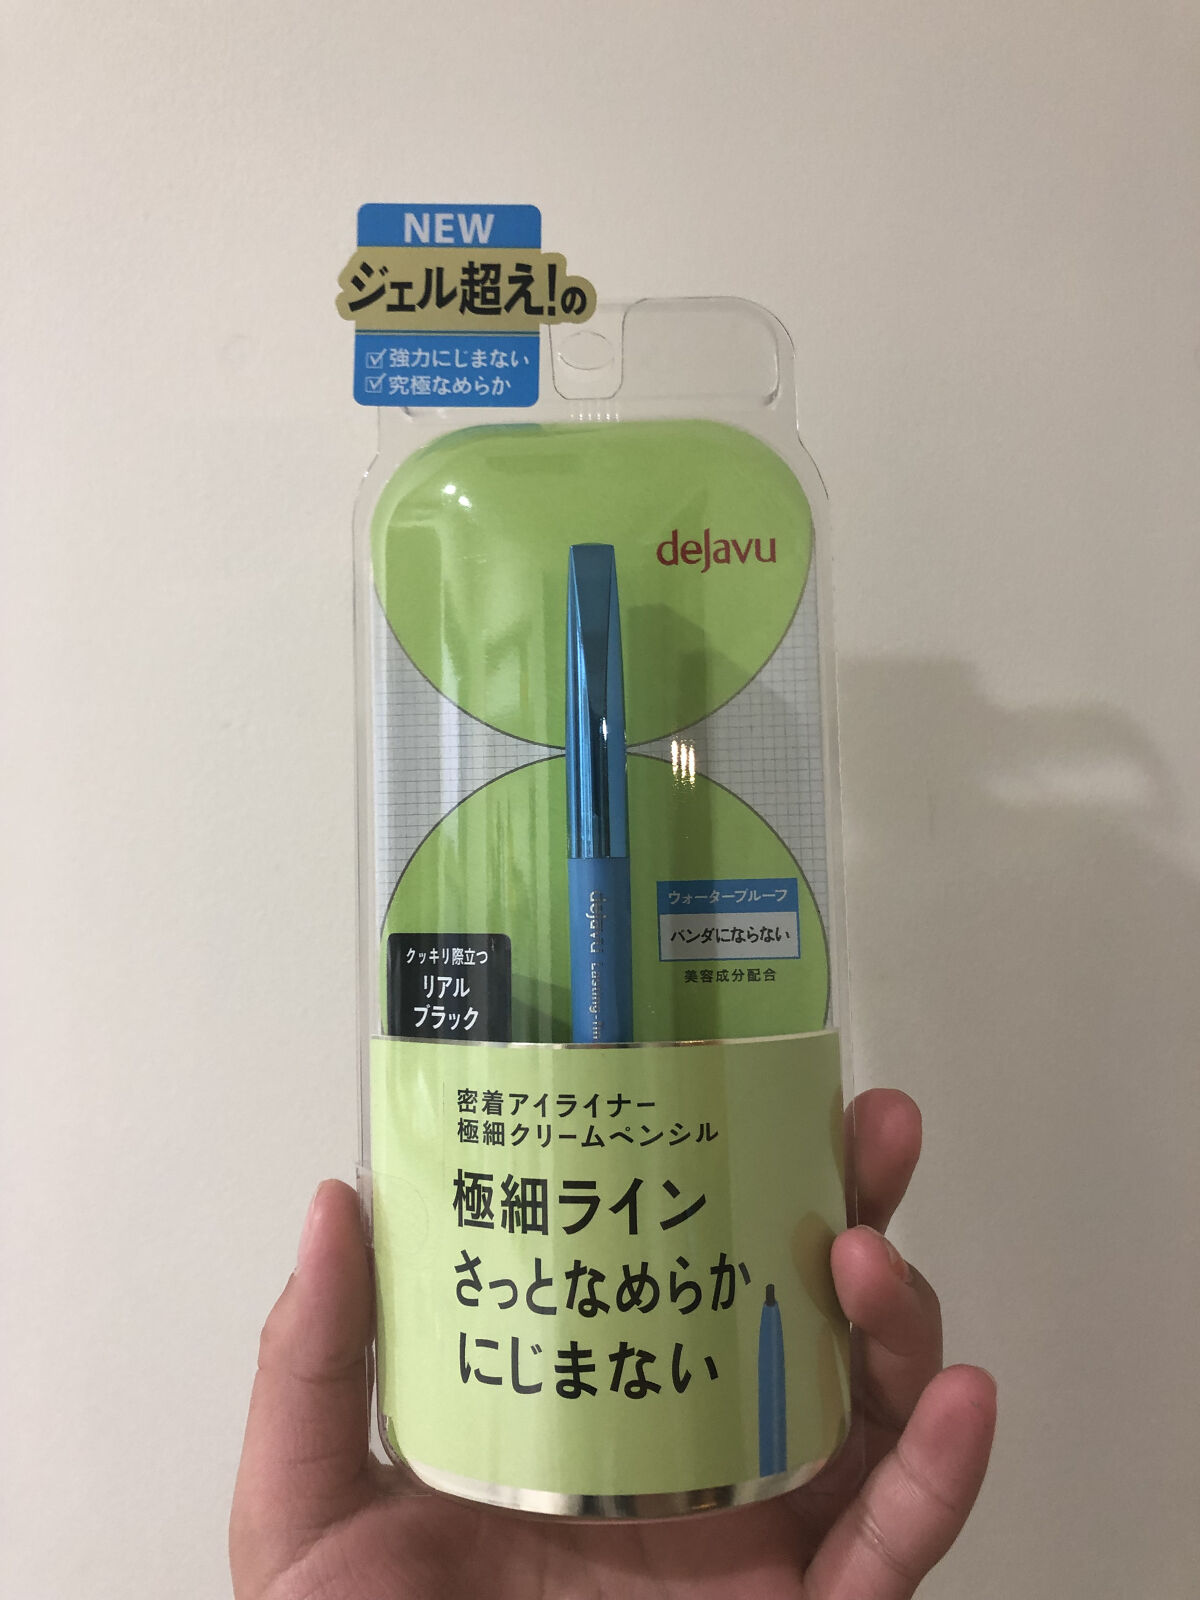 NEW
ジェル超え!の
強力にじまない
究極なめらか
dejavu
ウォータープルーフ
パンダにならない
美容成分配合
dejavu Lasting-fin
クッキリ際立つ
リアル
ブラック
密着アイライナー
極細クリームペンシル
極細ライン
さっとなめらか
にじまない